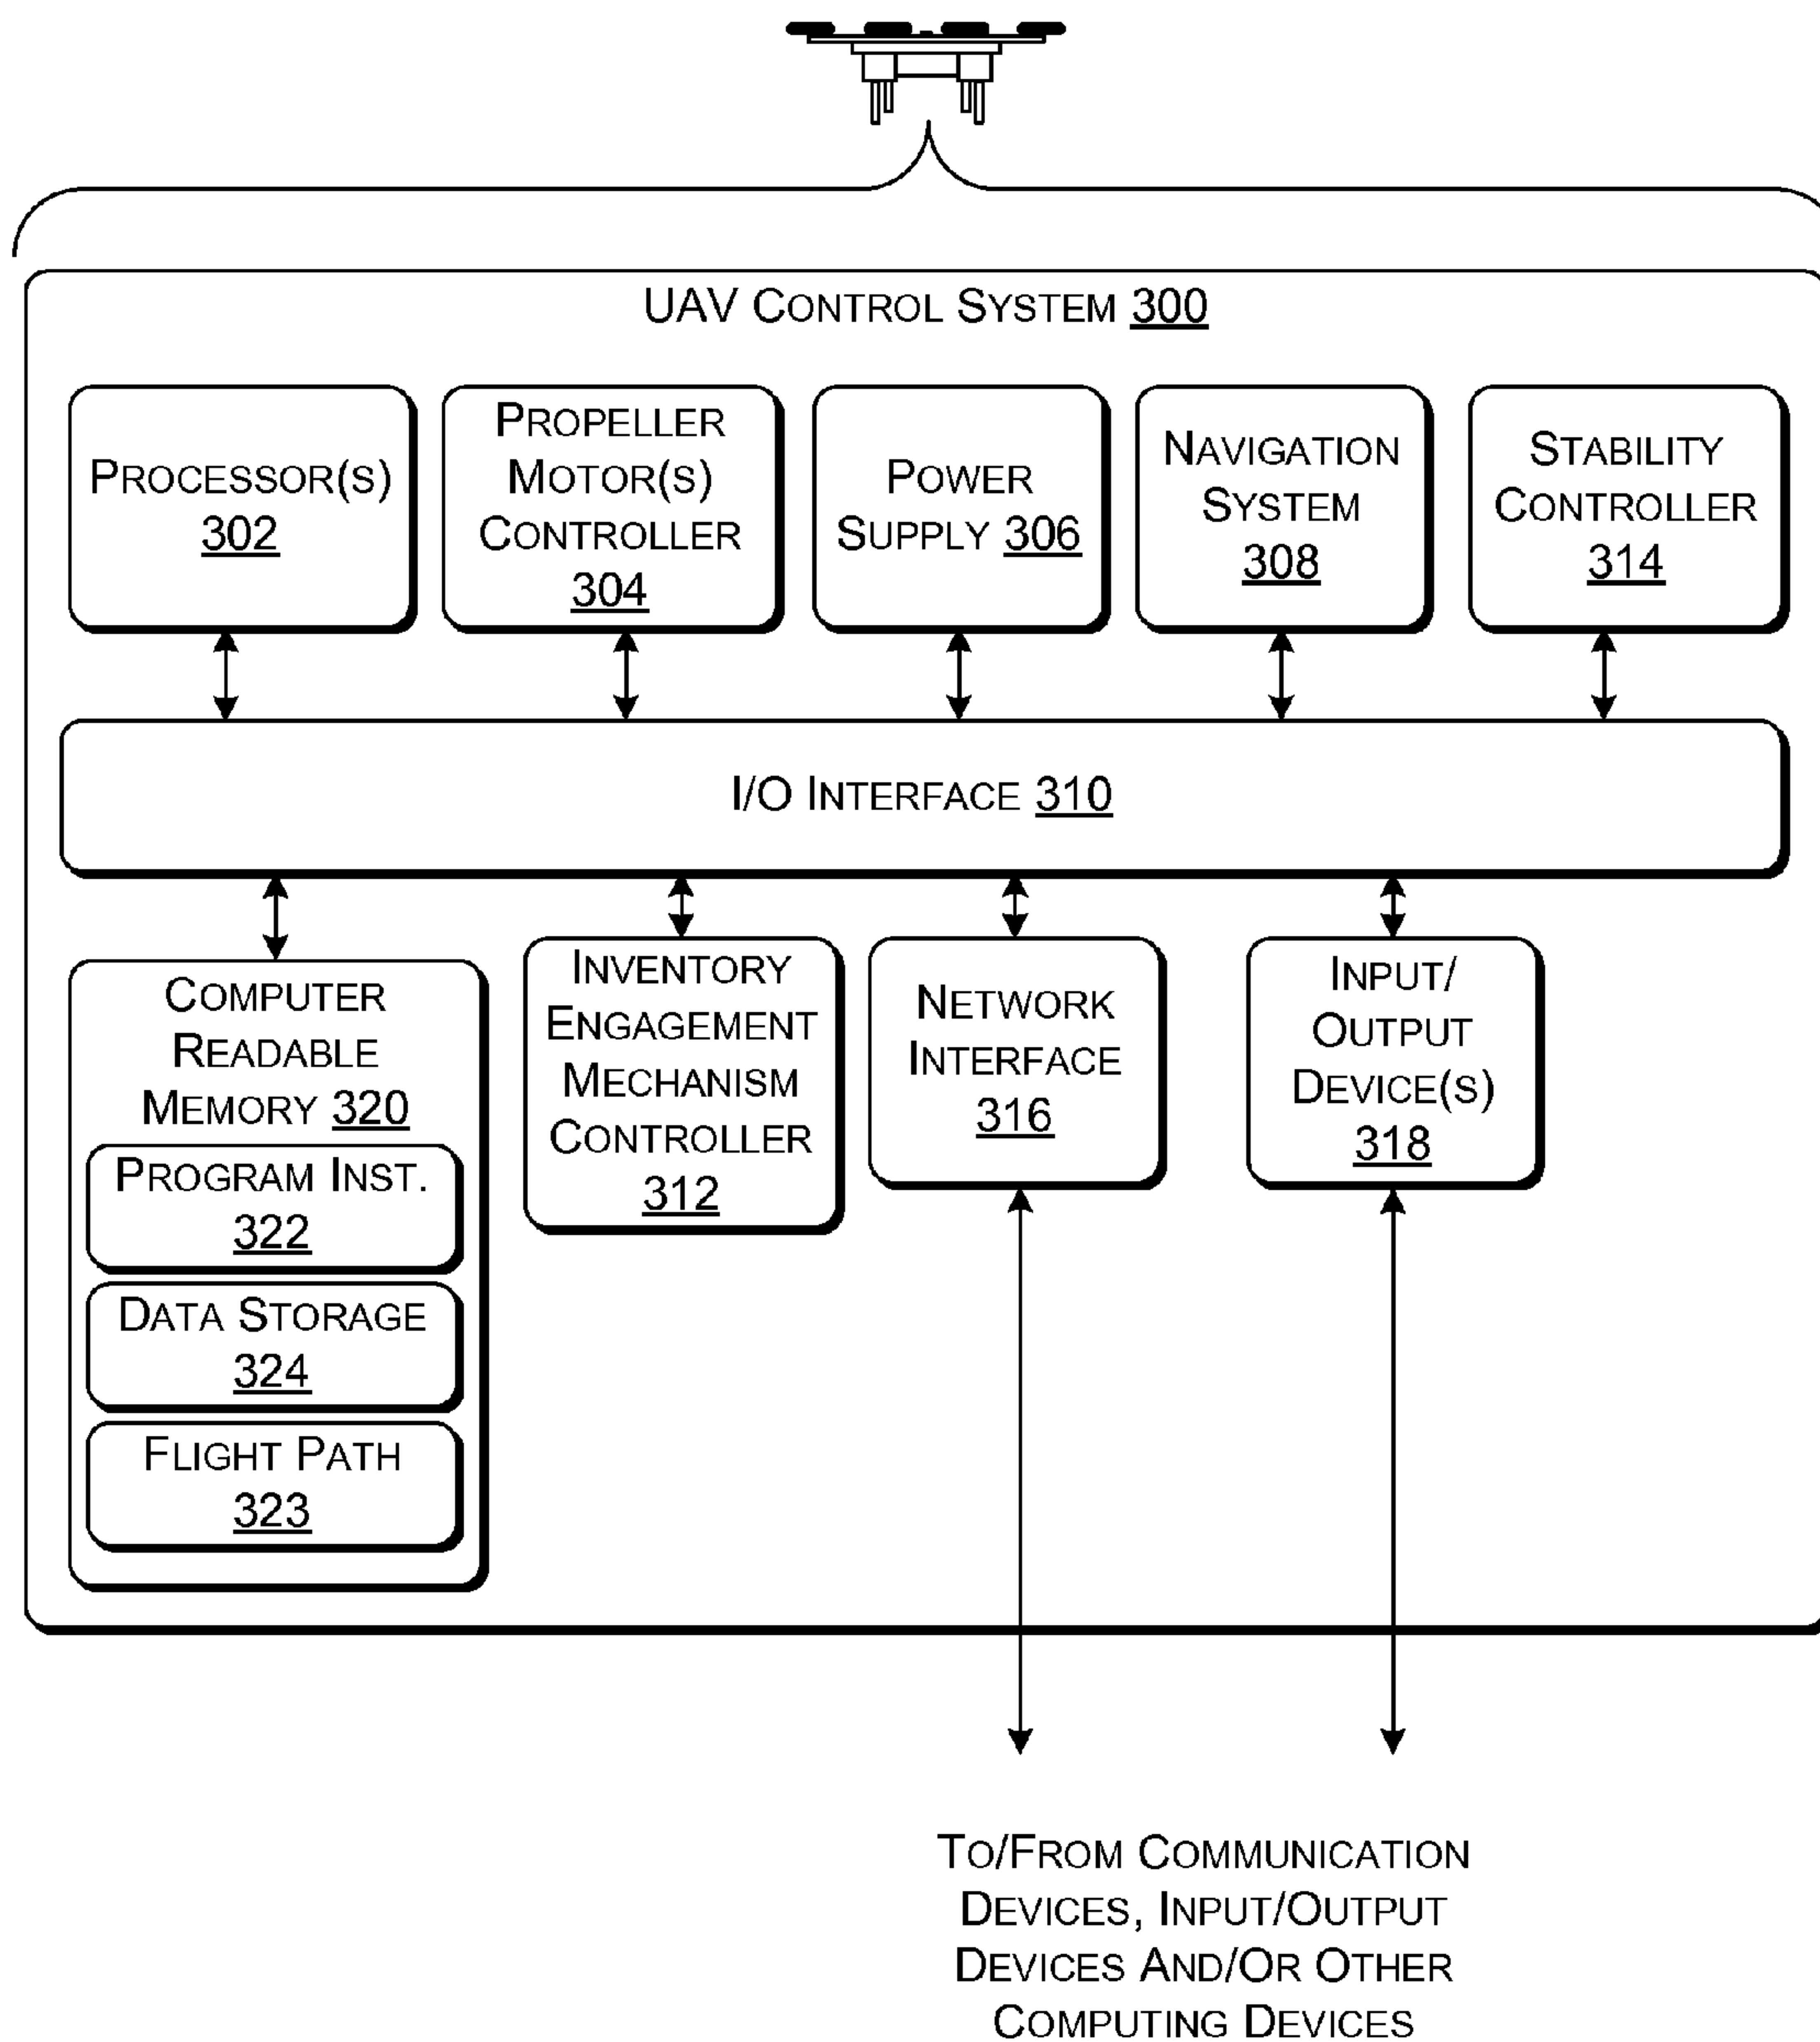 UAV CONTROL SYSTEM 300
PROCESSOR(S)
302
PROPELLER
MOTOR(S)
CONTROLLER
304
POWER
SUPPLY 306
NAVIGATION
SYSTEM
308
STABILITY
CONTROLLER
314
I/O INTERFACE 310
COMPUTER
READABLE
MEMORY 320
PROGRAM INST.
322
DATA STORAGE
324
FLIGHT PATH
323
INVENTORY
ENGAGEMENT
MECHANISM
CONTROLLER
312
NETWORK
INTERFACE
316
INPUT/
OUTPUT
DEVICE(S)
318
TO/FROM COMMUNICATION
DEVICES, INPUT/OUTPUT
DEVICES AND/OR OTHER
COMPUTING DEVICES